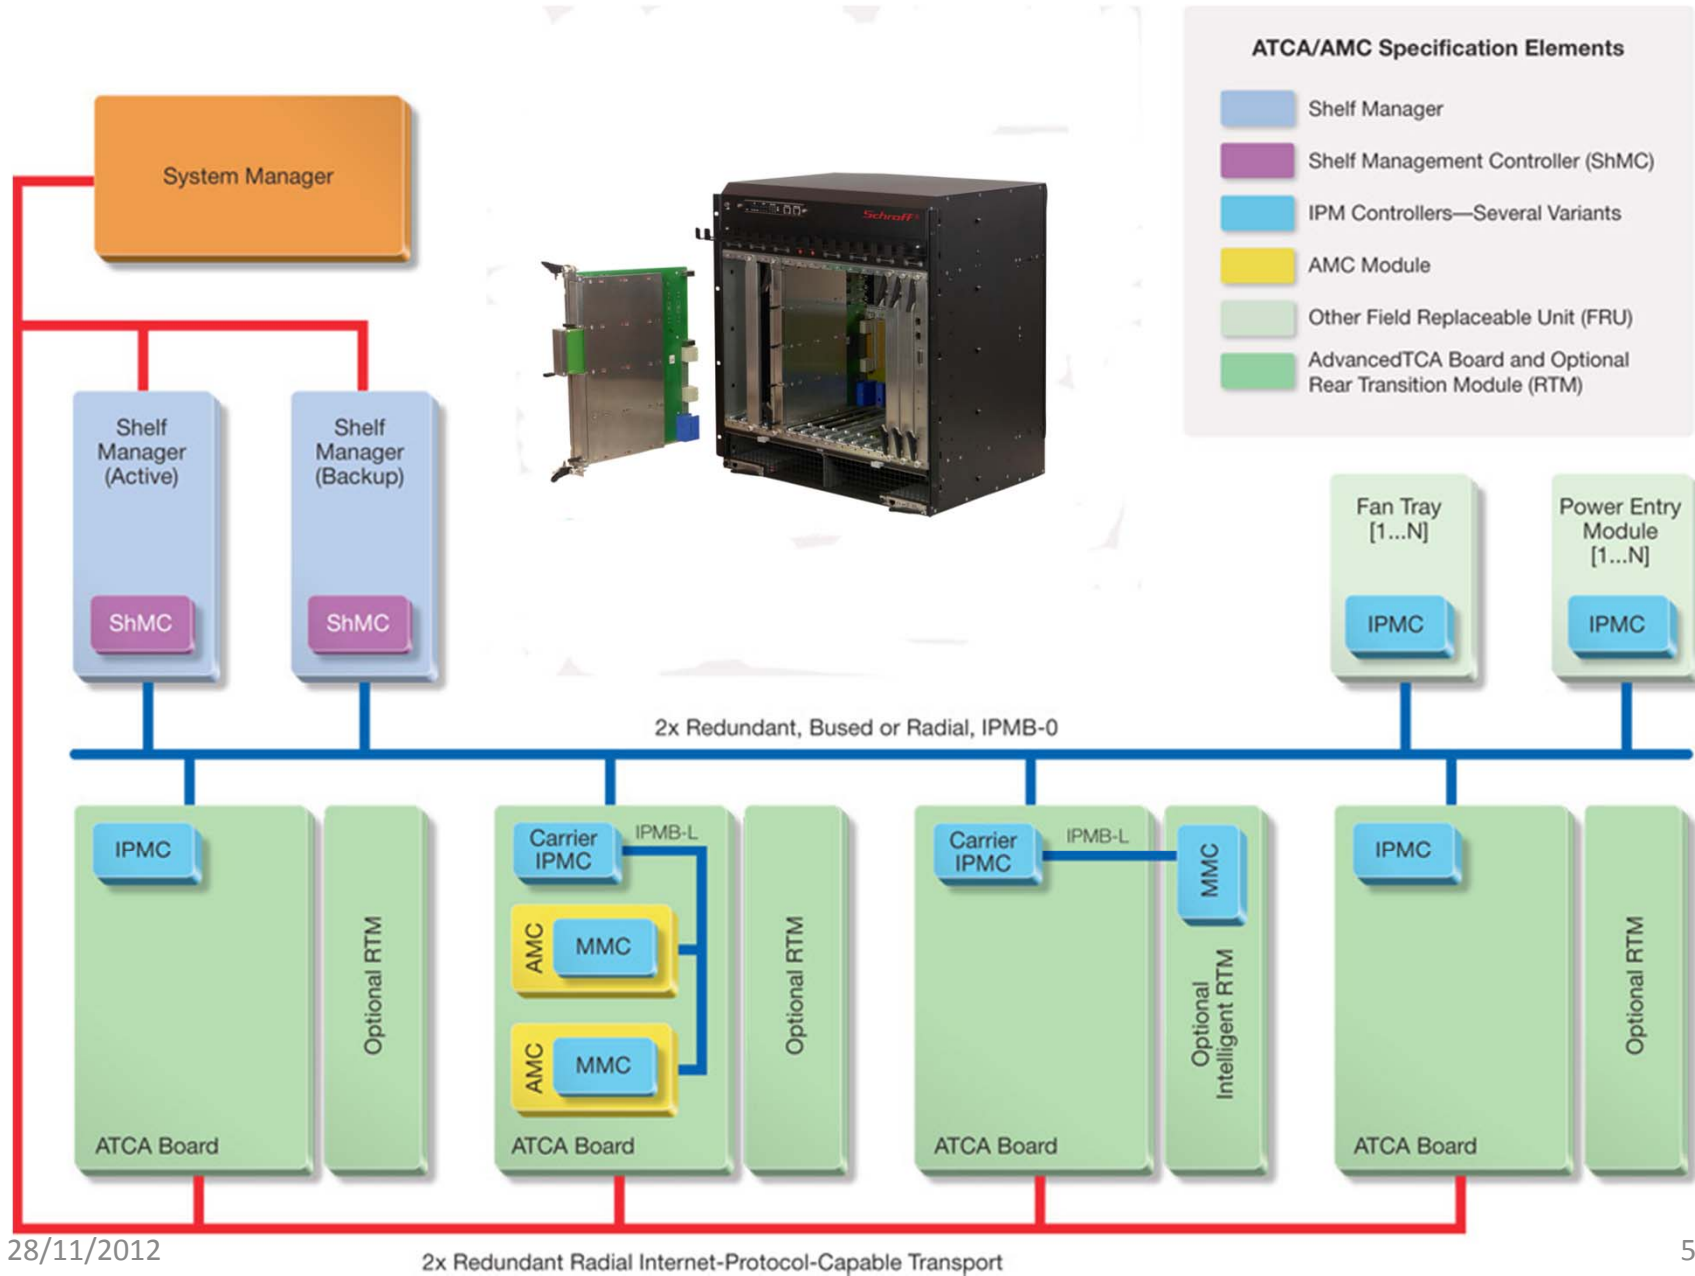 ATCA/AMC Specification Elements
Shelf Manager
Shelf Management Controller (ShMC)
IPM Controllers—Several Variants
AMC Module
Other Field Replaceable Unit (FRU)
AdvancedTCA Board and Optional
Rear Transition Module (RTM)
System Manager
Schroff
Shelf
Manager
(Active)
ShMC
Shelf
Manager
(Backup)
ShMC
Fan Tray
[1...N]
IPMC
Power Entry
Module
[1...N]
IPMC
2x Redundant, Bused or Radial, IPMB-0
IPMC
ATCA Board
Optional RTM
Carrier
IPMC
IPMB-L
AMC
MMC
AMC
MMC
ATCA Board
Optional RTM
Carrier
IPMC
IPMB-L
MMC
ATCA Board
Optional
Intelligent RTM
IPMC
ATCA Board
Optional RTM
28/11/2012
2x Redundant Radial Internet-Protocol-Capable Transport
5